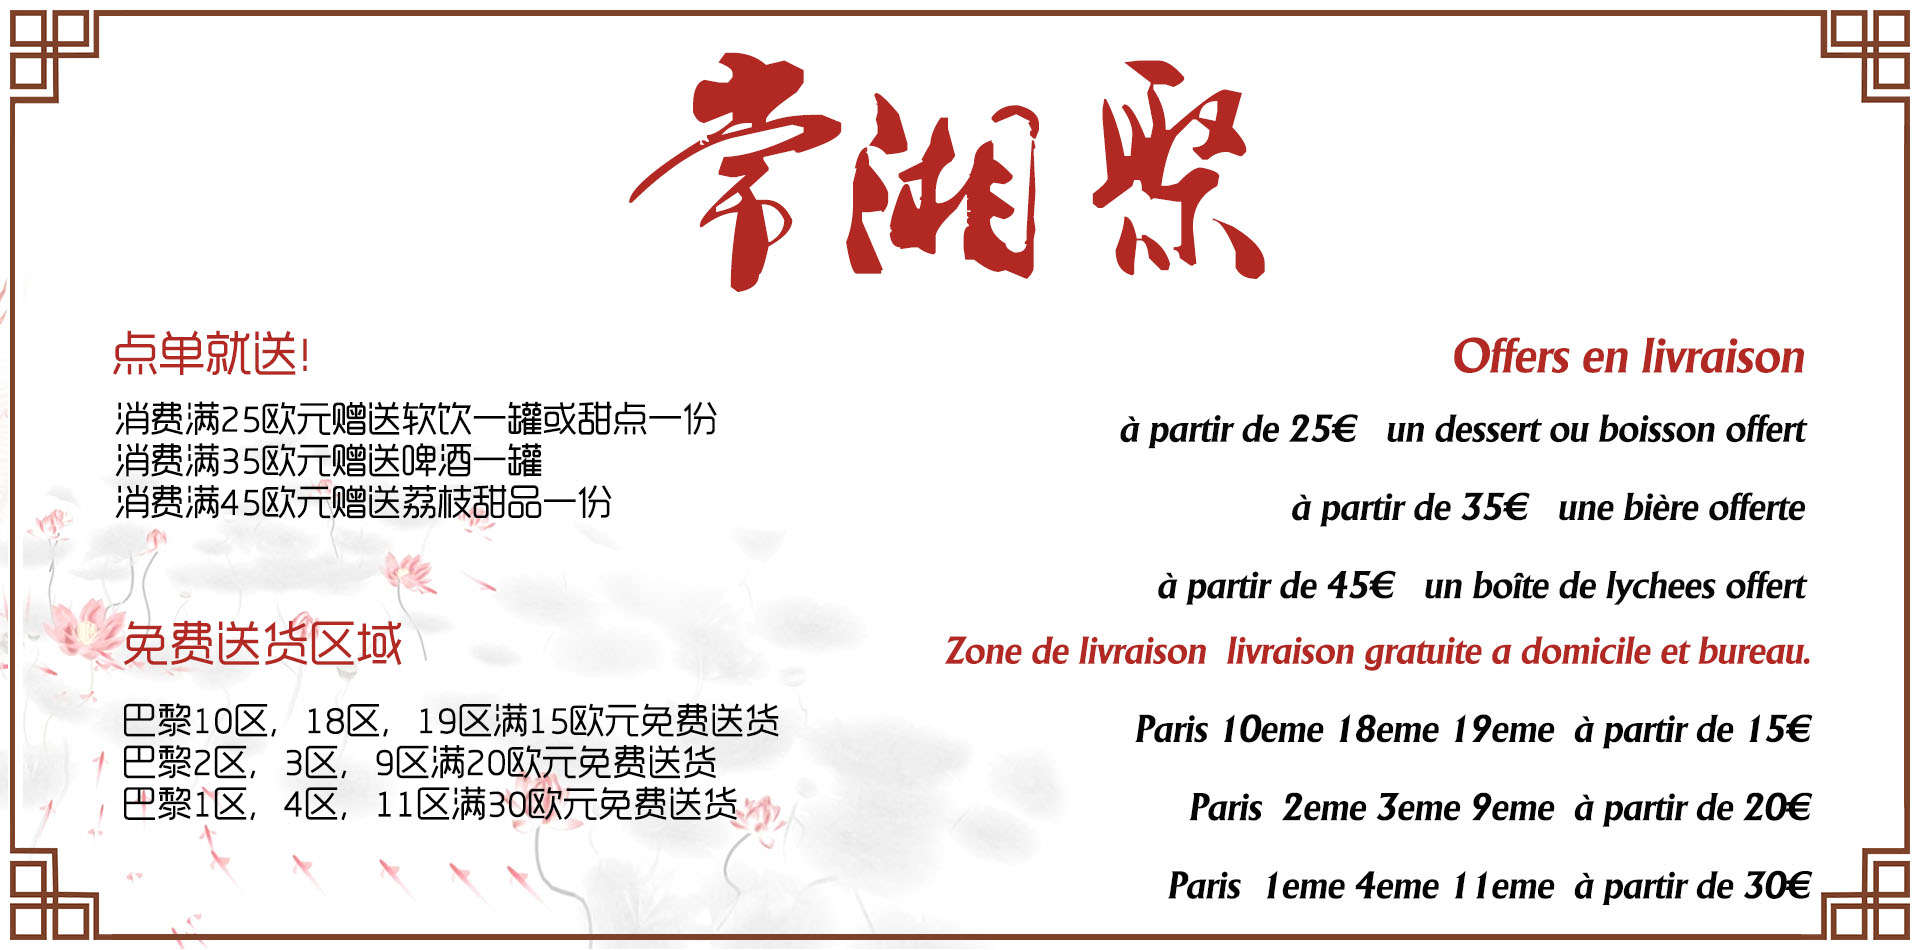 常湘聚
点单就送!
消费满25欧元赠送软饮一罐或甜点一份
消费满35欧元赠送啤酒一罐
消费满45欧元赠送荔枝甜品一份
免费送货区域
巴黎10区，18区，19区满15欧元免费送货
巴黎2区，3区，9区满20欧元免费送货
巴黎1区，4区，11区满30欧元免费送货
Offers en livraison
à partir de 25€ un dessert ou boisson offert
à partir de 35€ une bière offerte
à partir de 45€ un boîte de lychees offert
Zone de livraison livraison gratuite a domicile et bureau.
Paris 10eme 18eme 19eme à partir de 15€
Paris 2eme 3eme 9eme à partir de 20€
Paris 1eme 4eme 11eme à partir de 30€